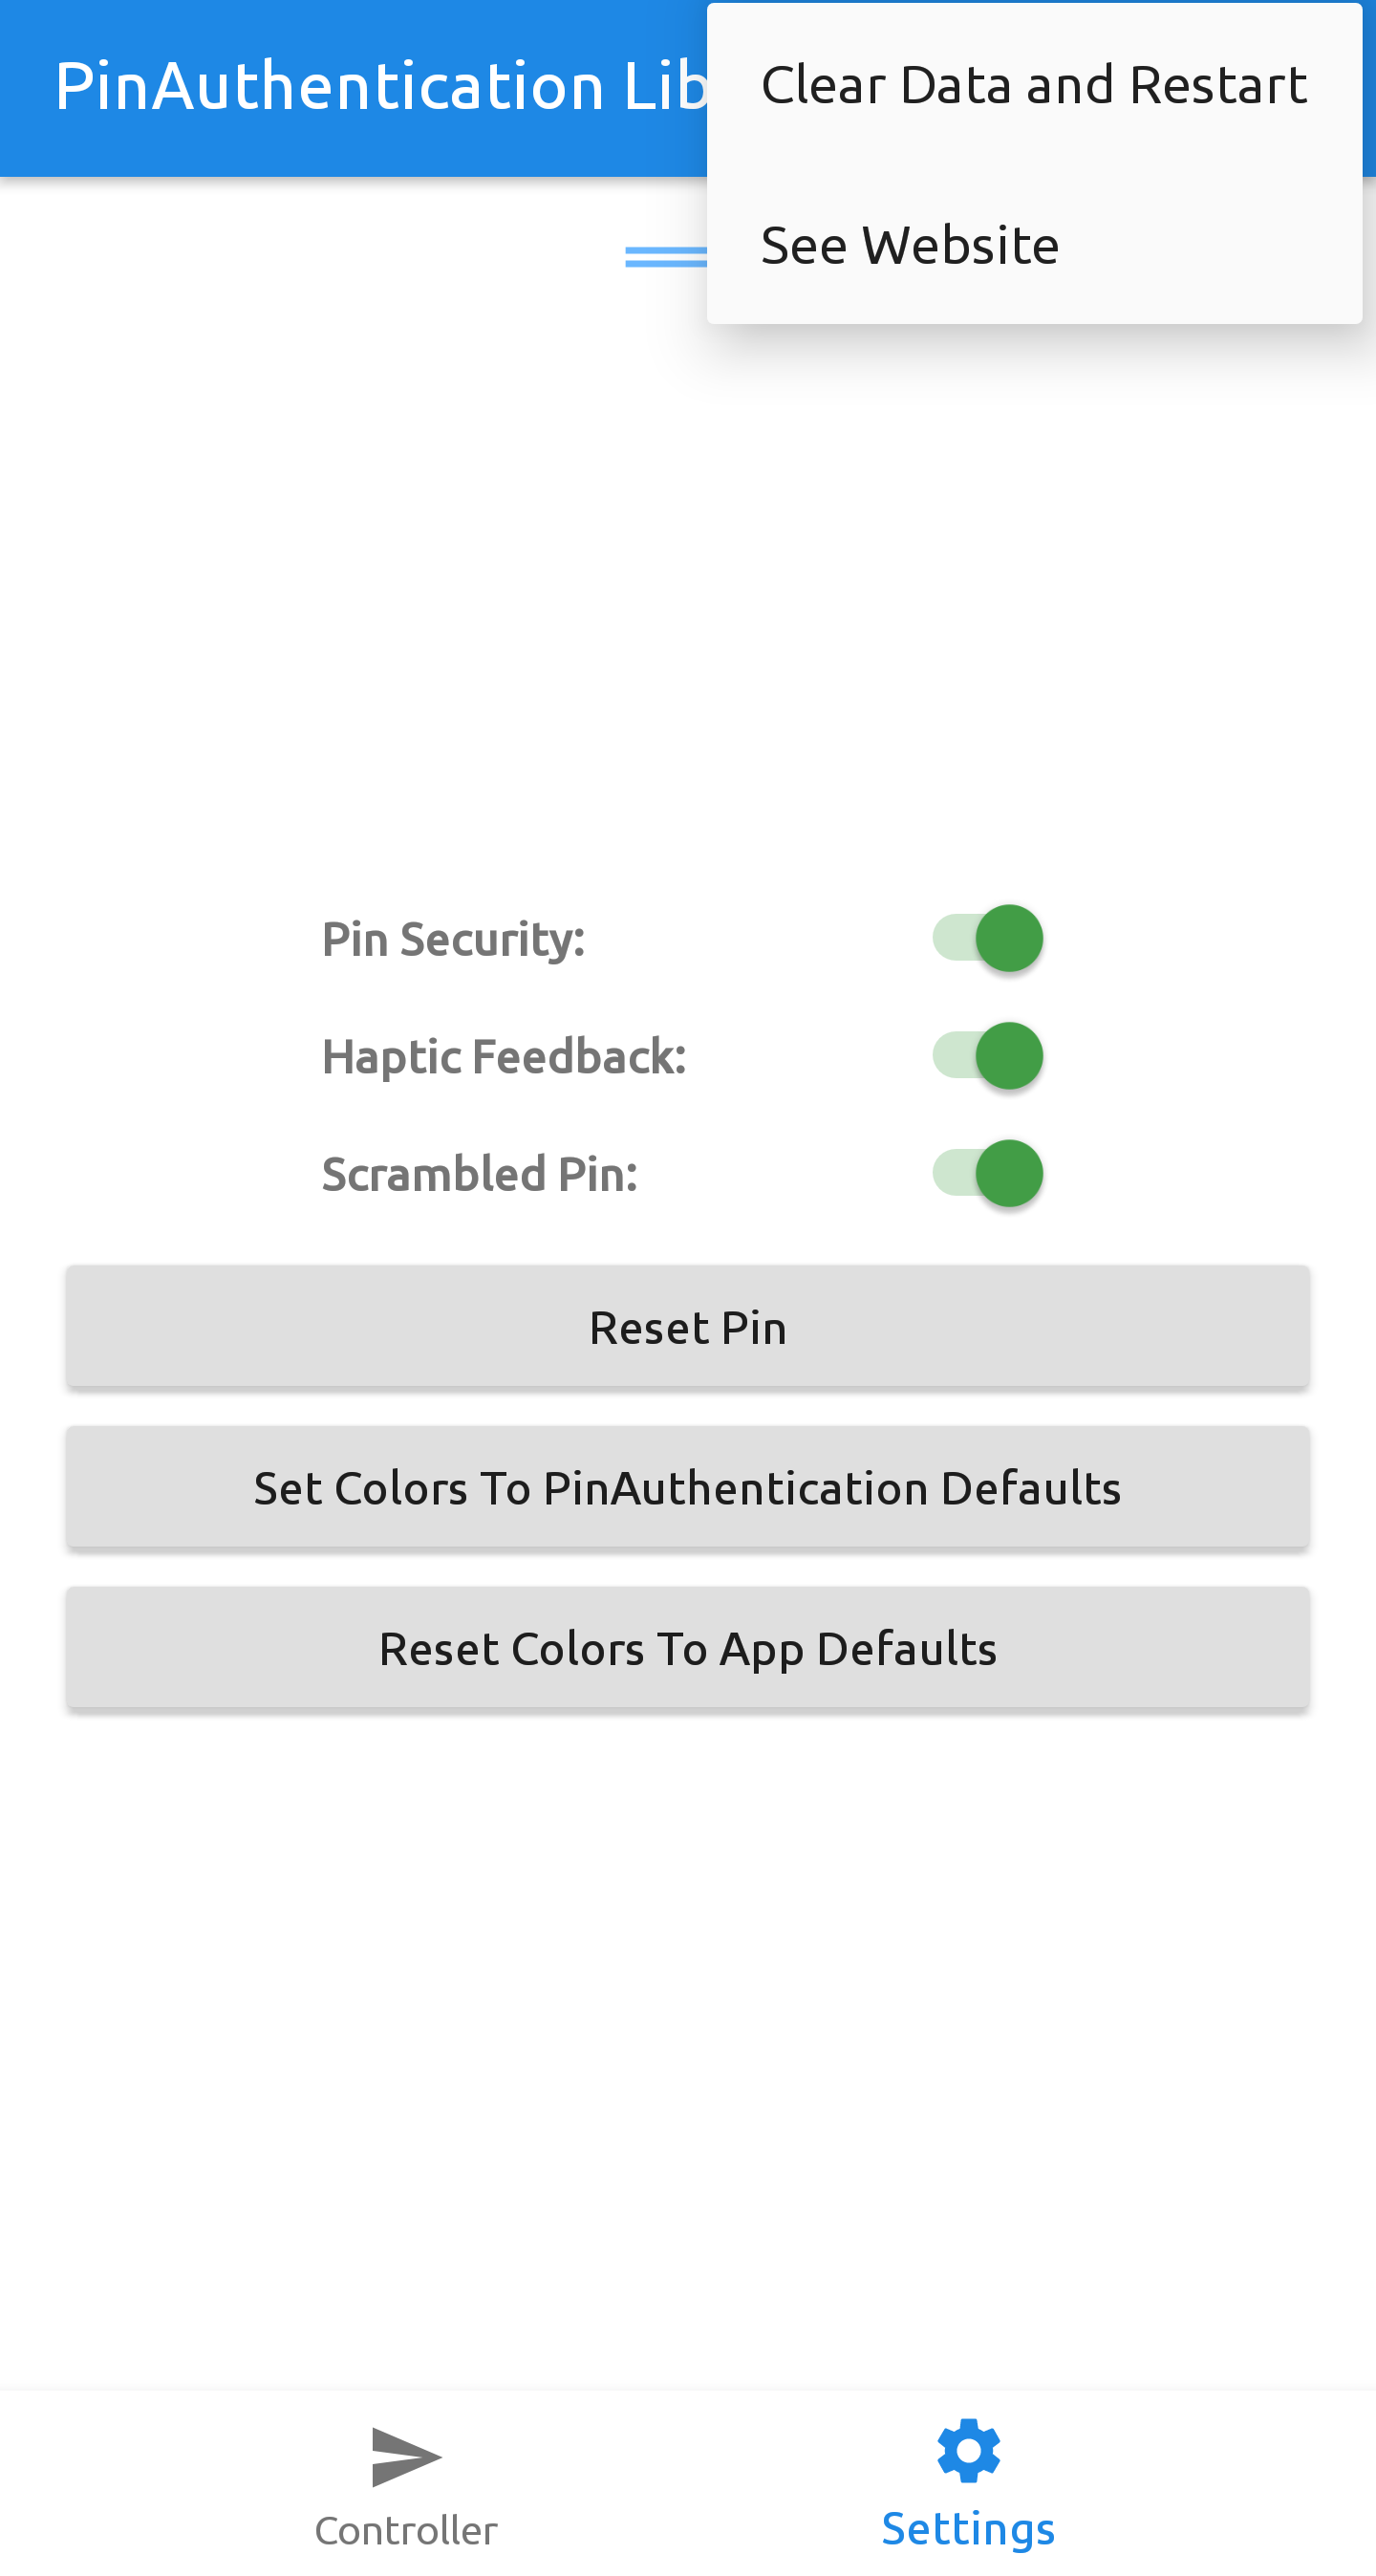 PinAuthentication Lib
Clear Data and Restart
See Website
Pin Security:
Haptic Feedback:
Scrambled Pin:
Reset Pin
Set Colors To PinAuthentication Defaults
Reset Colors To App Defaults
Controller
Settings